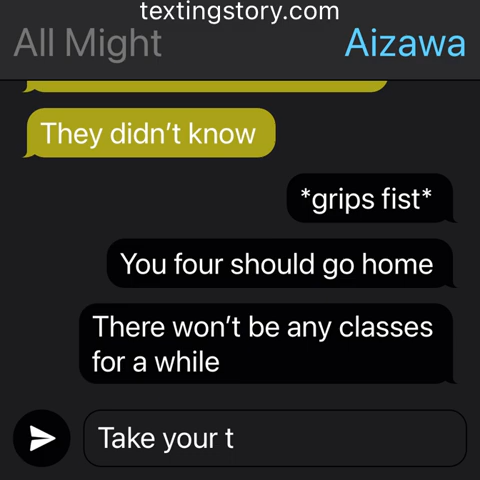 textingstory.com
All Might
Aizawa
They didn’t know
*grips fist*
You four should go home
There won’t be any classes
for a while
Take your t